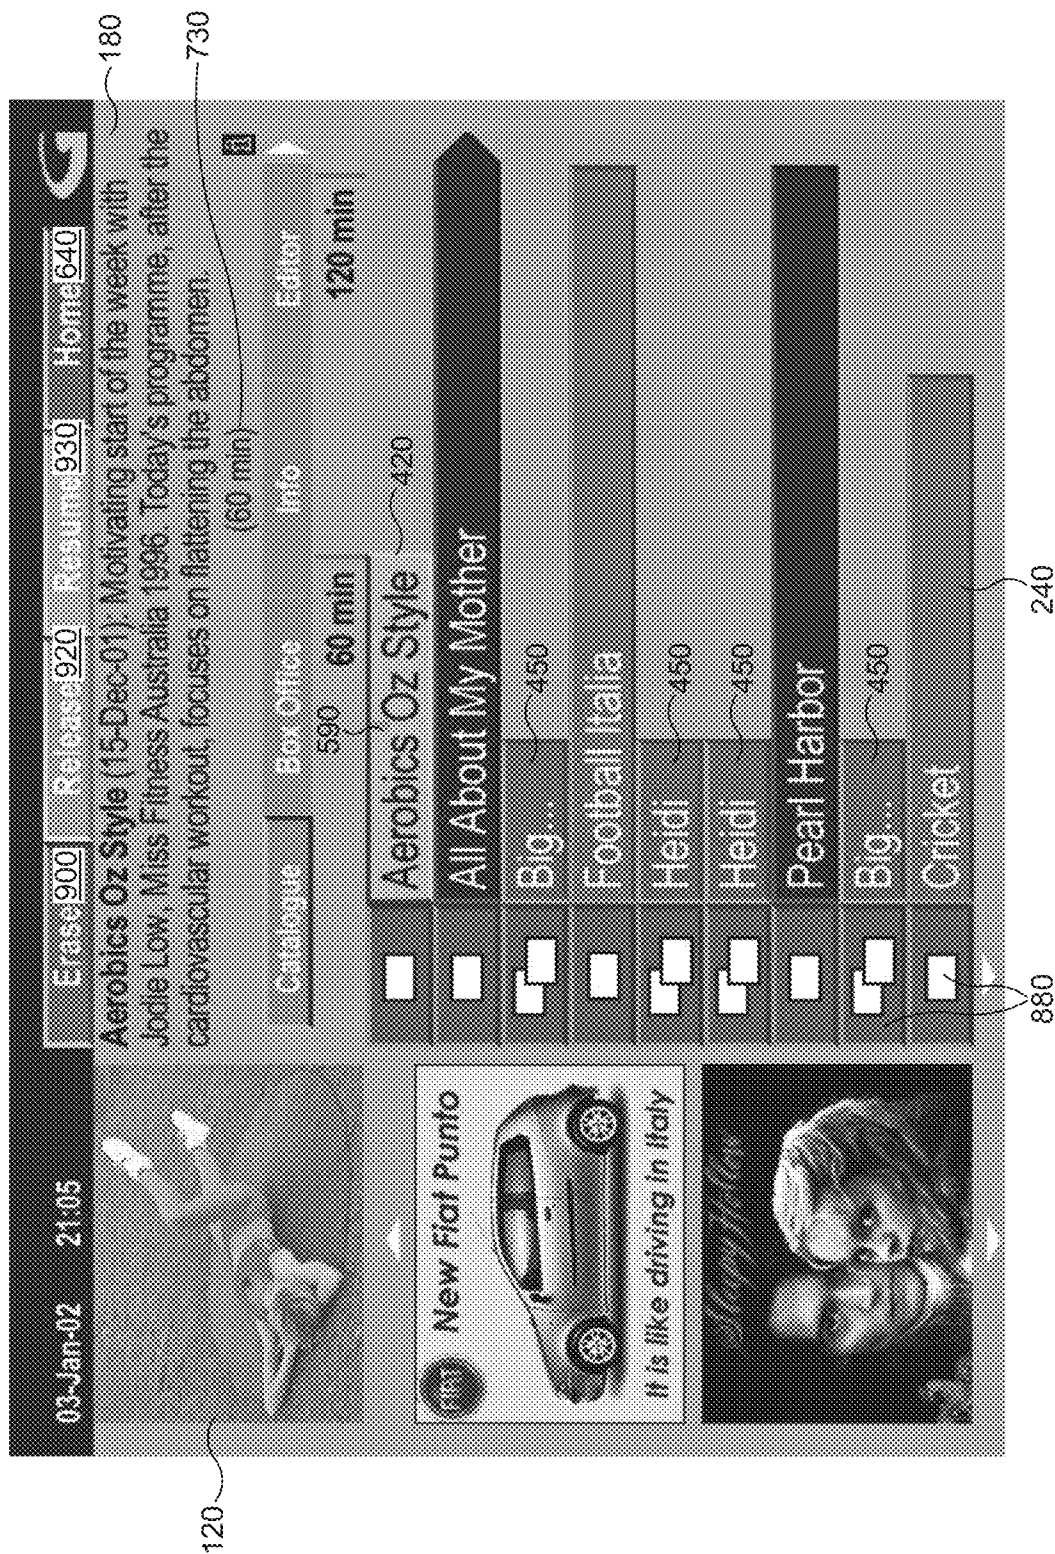 03-Jan-02 21:05 Erase900 Release920 Resume930 Home640
180
730
Aerobics Oz Style (15-Dec-01) Motivating start of the week with
Jodie Low, Miss Fitness Australia 1996. Today's programme, after the
cardiovascular workout, focuses on flattening the abdomen
(60 min)
120
Catalogue Box Office Info Editor
590
60 min 120 min
Aerobics Oz Style
420
All About My Mother
Big...
450
Football Italia
Heidi
450
Heidi
450
Pearl Harbor
Big...
450
Cricket
880
240
FIAT
New Fiat Punto
It is like driving in Italy